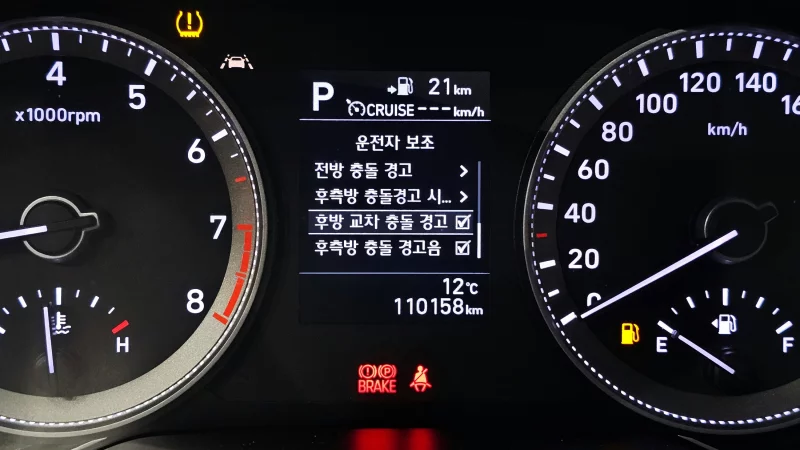 4
5
x1000rpm
6
7
8
H
P
21km
CRUISE ---km/h
운전자 보조
전방 충돌 경고 >
후측방 충돌경고 시... >
후방 교차 충돌 경고
후측방 충돌 경고음
12℃
110158km
BRAKE
P
0
20
40
60
80
100
120
140
16
km/h
E
F